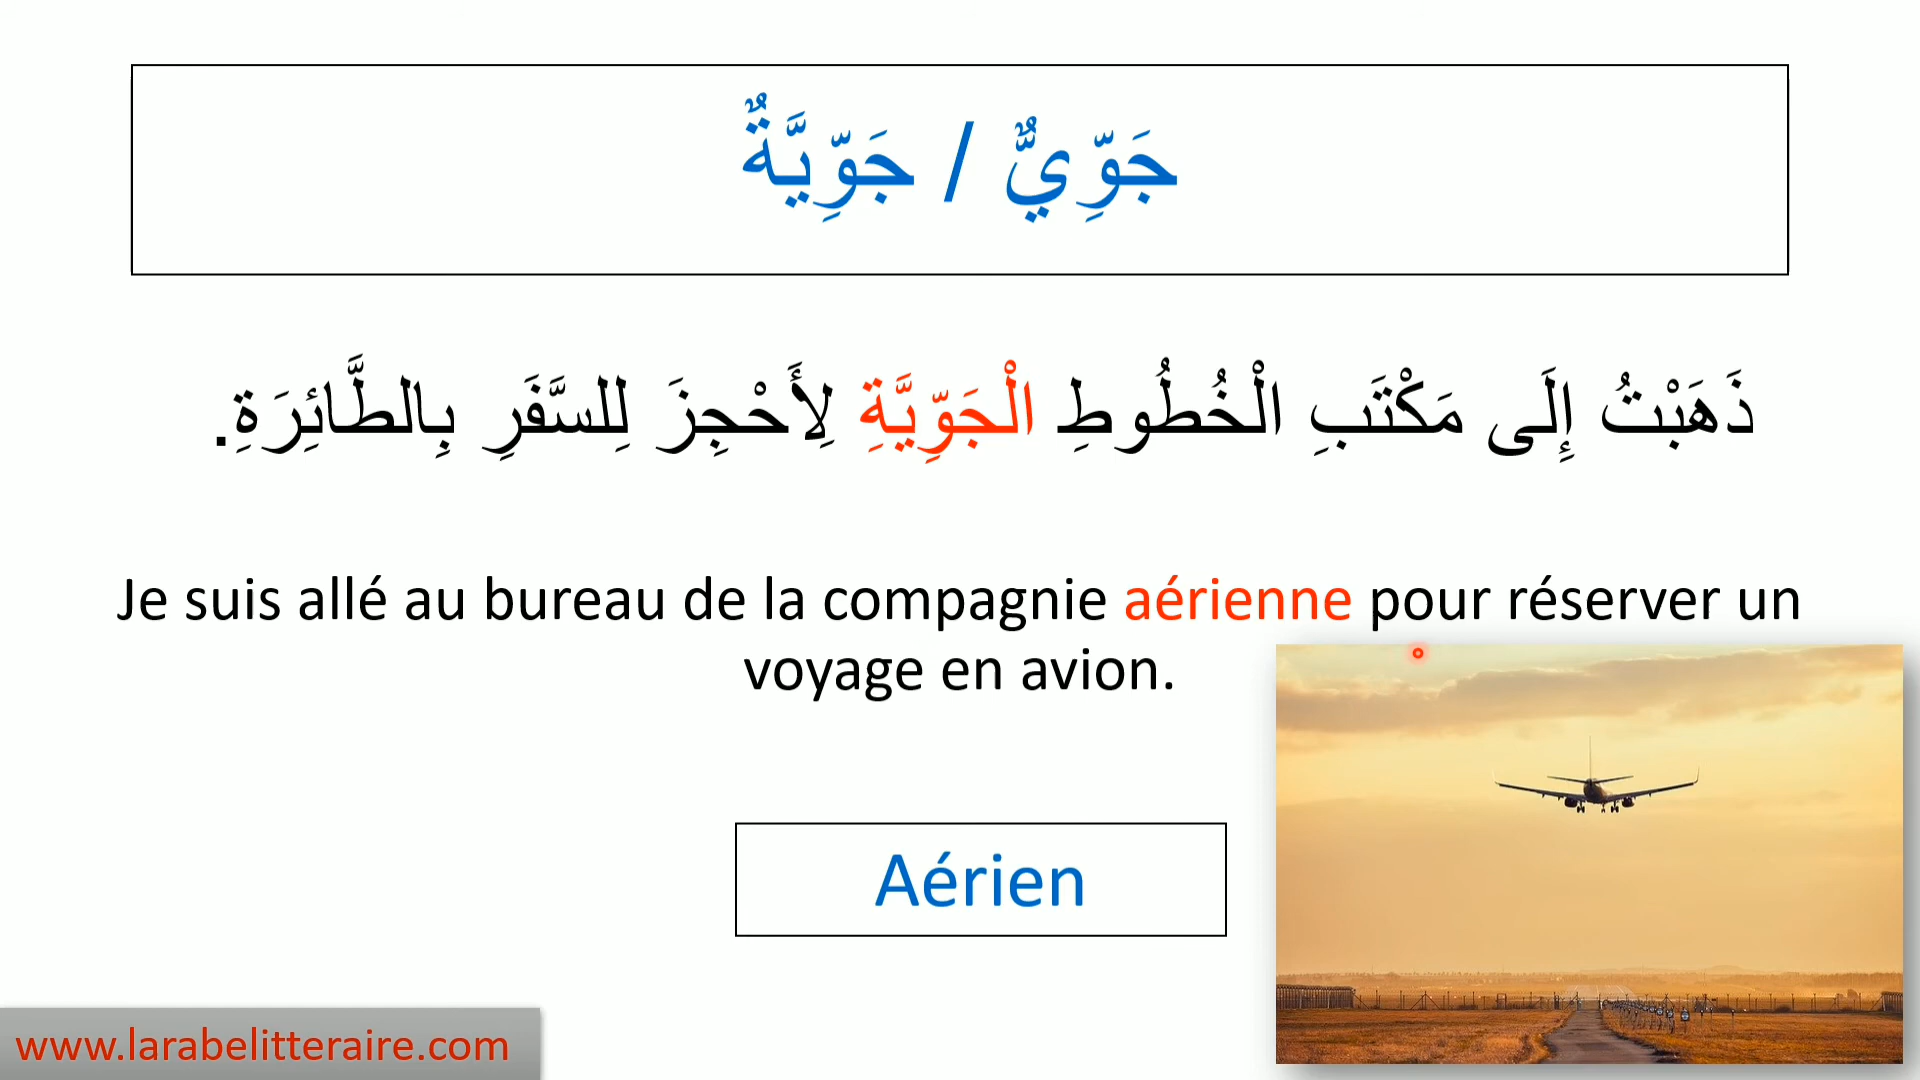 جَوِّيٌّ / جَوِّيَّةٌ
ذَهَبْتُ إِلَى مَكْتَبِ الْخُطُوطِ الْجَوِّيَّةِ لِأَحْجِزَ لِلسَّفَرِ بِالطَّائِرَةِ.
Je suis allé au bureau de la compagnie aérienne pour réserver un
voyage en avion.
Aérien
www.larabelitteraire.com